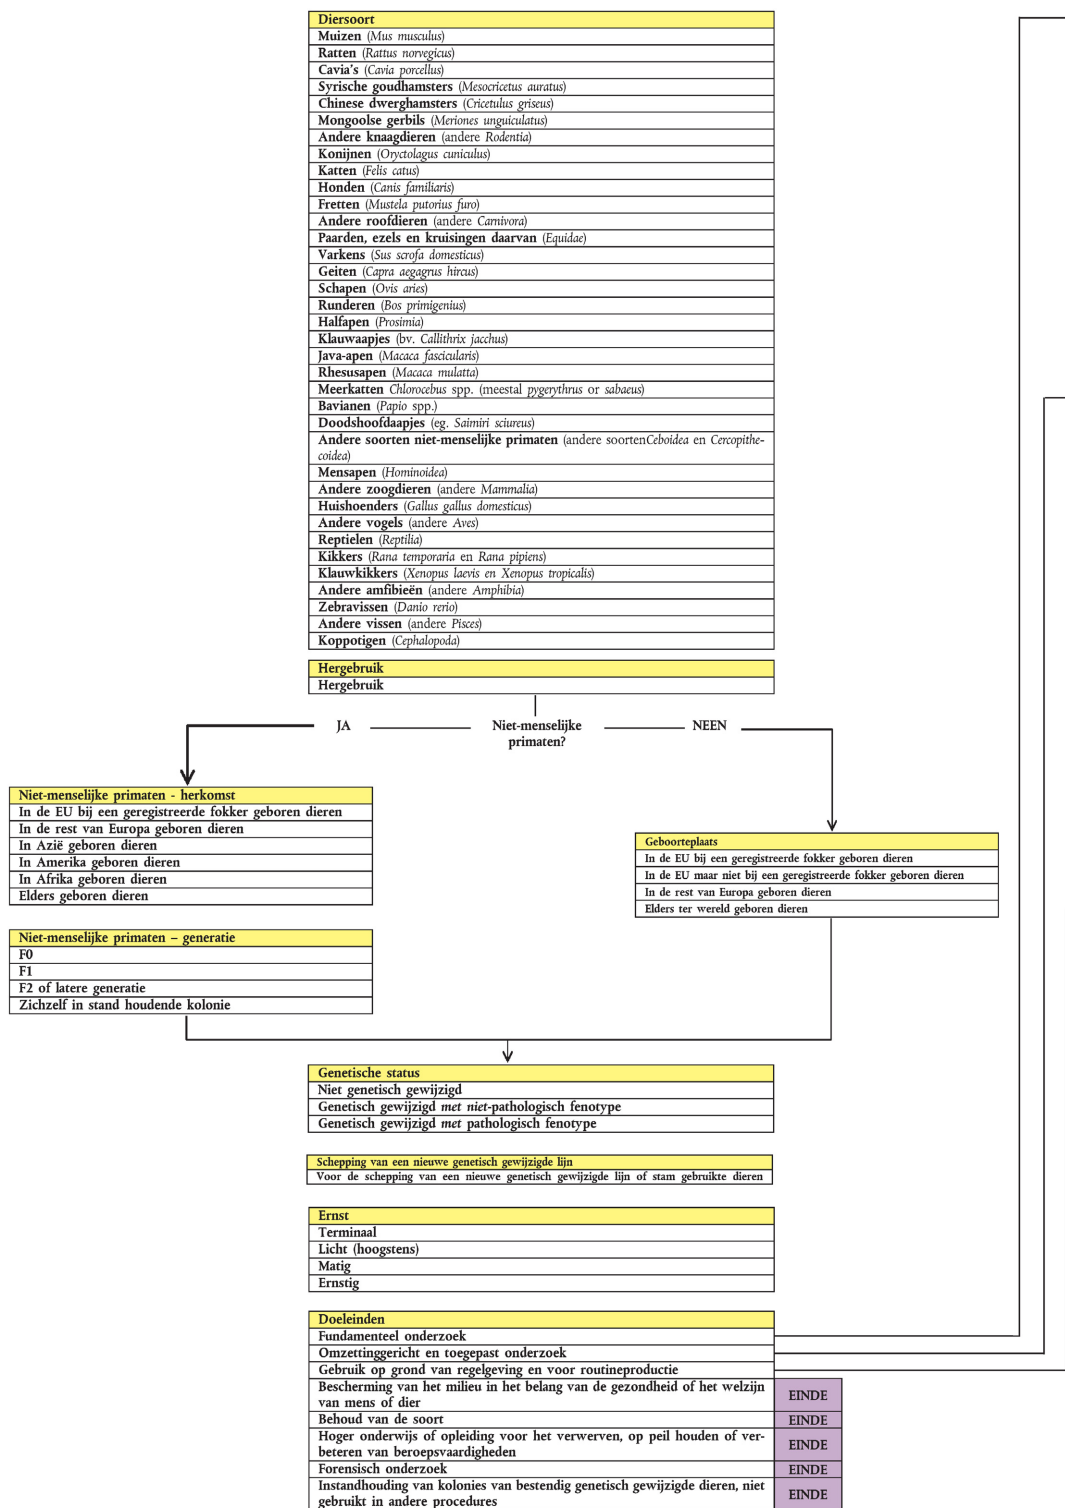 Diersoort
Muizen (Mus musculus)
Ratten (Rattus norvegicus)
Cavia's (Cavia porcellus)
Syrische goudhamsters (Mesocricetus auratus)
Chinese dwerghamsters (Cricetulus griseus)
Mongoolse gerbils (Meriones unguiculatus)
Andere knaagdieren (andere Rodentia)
Konijnen (Oryctolagus cuniculus)
Katten (Felis catus)
Honden (Canis familiaris)
Fretten (Mustela putorius furo)
Andere roofdieren (andere Carnivora)
Paarden, ezels en kruisingen daarvan (Equidae)
Varkens (Sus scrofa domesticus)
Geiten (Capra aegagrus hircus)
Schapen (Ovis aries)
Runderen (Bos primigenius)
Halfapen (Prosimia)
Klauwaapjes (bv. Callithrix jacchus)
Java-apen (Macaca fascicularis)
Rhesusapen (Macaca mulatta)
Meerkatten Chlorocebus spp. (meestal pygerythrus or sabaeus)
Bavianen (Papio spp.)
Doodshoofdaapjes (eg. Saimiri sciureus)
Andere soorten niet-menselijke primaten (andere soortenCeboidea en Cercopithe-
coidea)
Mensapen (Hominoidea)
Andere zoogdieren (andere Mammalia)
Huishoenders (Gallus gallus domesticus)
Andere vogels (andere Aves)
Reptielen (Reptilia)
Kikkers (Rana temporaria en Rana pipiens)
Klauwkikkers (Xenopus laevis en Xenopus tropicalis)
Andere amfibieën (andere Amphibia)
Zebravissen (Danio rerio)
Andere vissen (andere Pisces)
Koppotigen (Cephalopoda)
Hergebruik
Hergebruik
JA
Niet-menselijke
primaten?
NEEN
Niet-menselijke primaten - herkomst
In de EU bij een geregistreerde fokker geboren dieren
In de rest van Europa geboren dieren
In Azië geboren dieren
In Amerika geboren dieren
In Afrika geboren dieren
Elders geboren dieren
Geboorteplaats
In de EU bij een geregistreerde fokker geboren dieren
In de EU maar niet bij een geregistreerde fokker geboren dieren
In de rest van Europa geboren dieren
Elders ter wereld geboren dieren
Niet-menselijke primaten – generatie
F0
F1
F2 of latere generatie
Zichzelf in stand houdende kolonie
Genetische status
Niet genetisch gewijzigd
Genetisch gewijzigd met niet-pathologisch fenotype
Genetisch gewijzigd met pathologisch fenotype
Schepping van een nieuwe genetisch gewijzigde lijn
Voor de schepping van een nieuwe genetisch gewijzigde lijn of stam gebruikte dieren
Ernst
Terminaal
Licht (hoogstens)
Matig
Ernstig
Doeleinden
Fundamenteel onderzoek
Omzettinggericht en toegepast onderzoek
Gebruik op grond van regelgeving en voor routineproductie
Bescherming van het milieu in het belang van de gezondheid of het welzijn
van mens of dier
EINDE
Behoud van de soort
EINDE
Hoger onderwijs of opleiding voor het verwerven, op peil houden of ver-
beteren van beroepsvaardigheden
EINDE
Forensisch onderzoek
EINDE
Instandhouding van kolonies van bestendig genetisch gewijzigde dieren, niet
gebruikt in andere procedures
EINDE